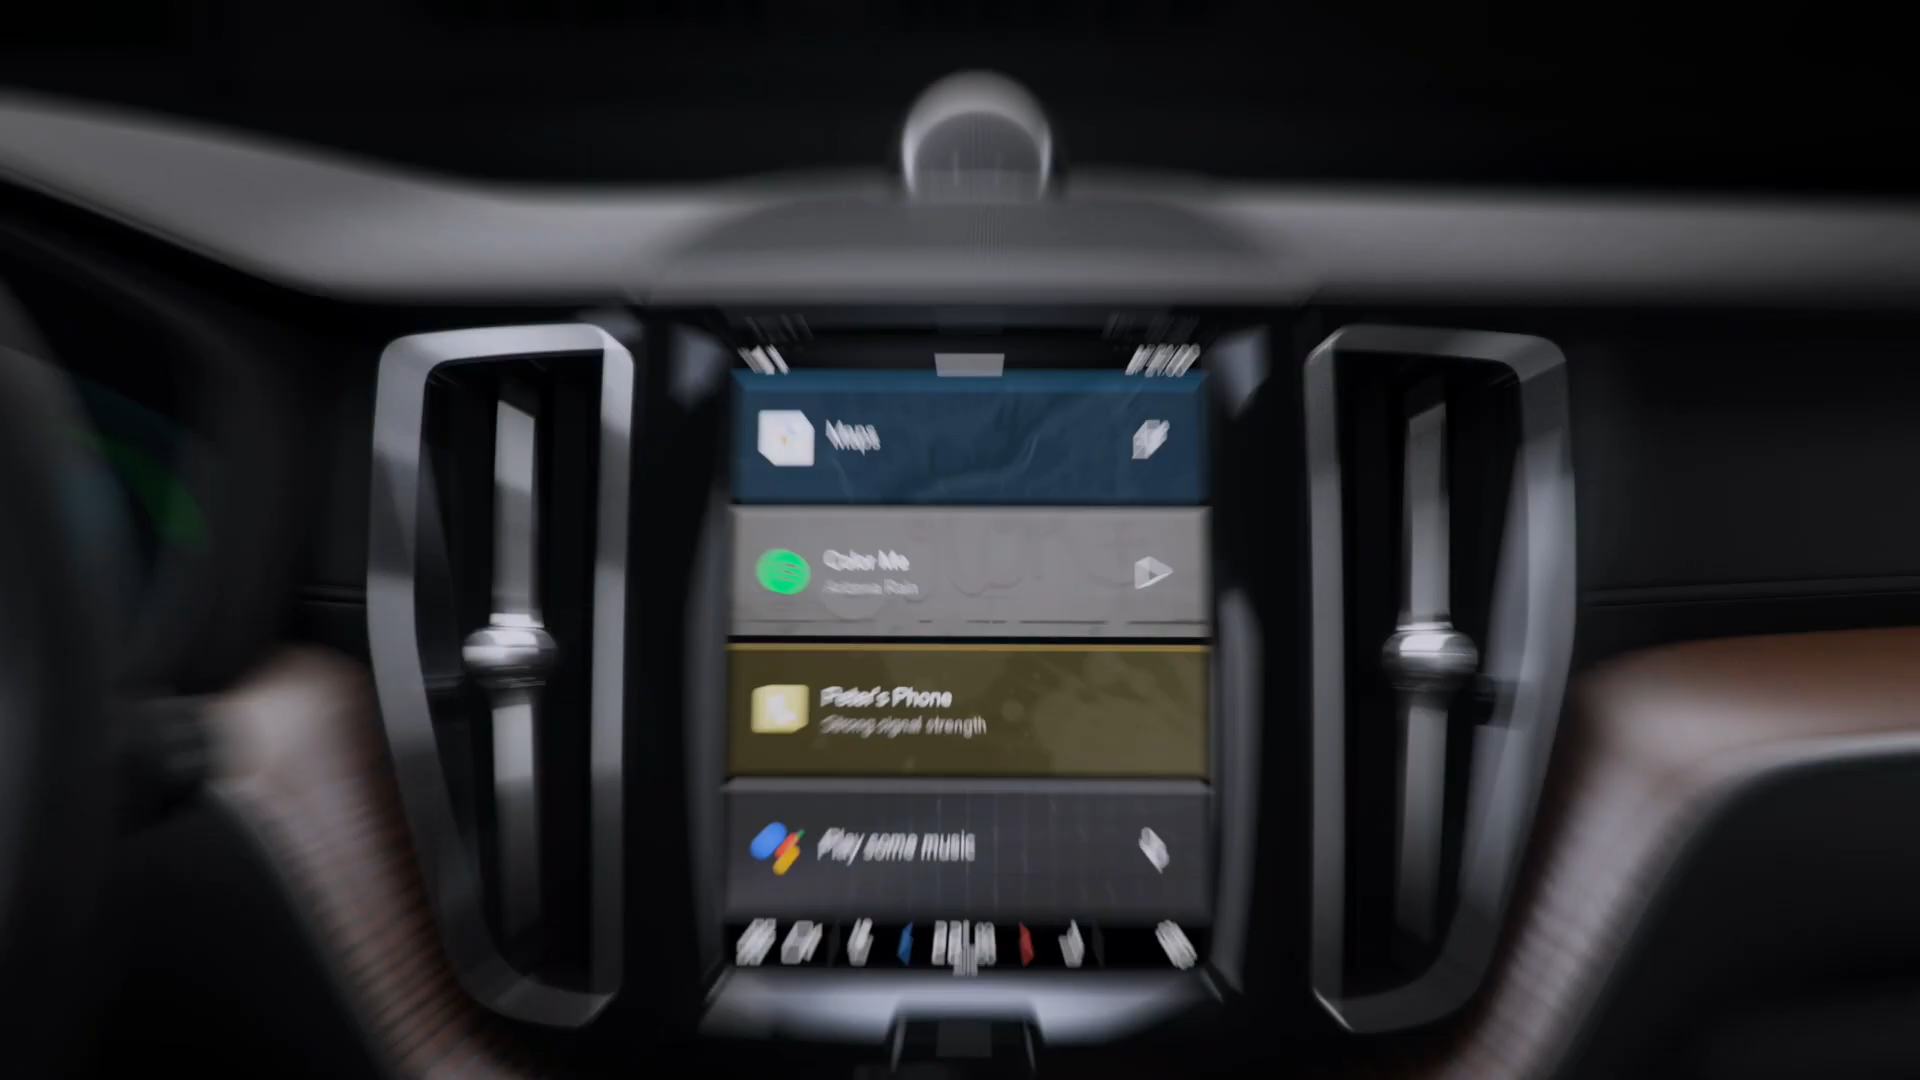 Maps
Color Me
Peter's Phone
Strong signal strength
Play some music